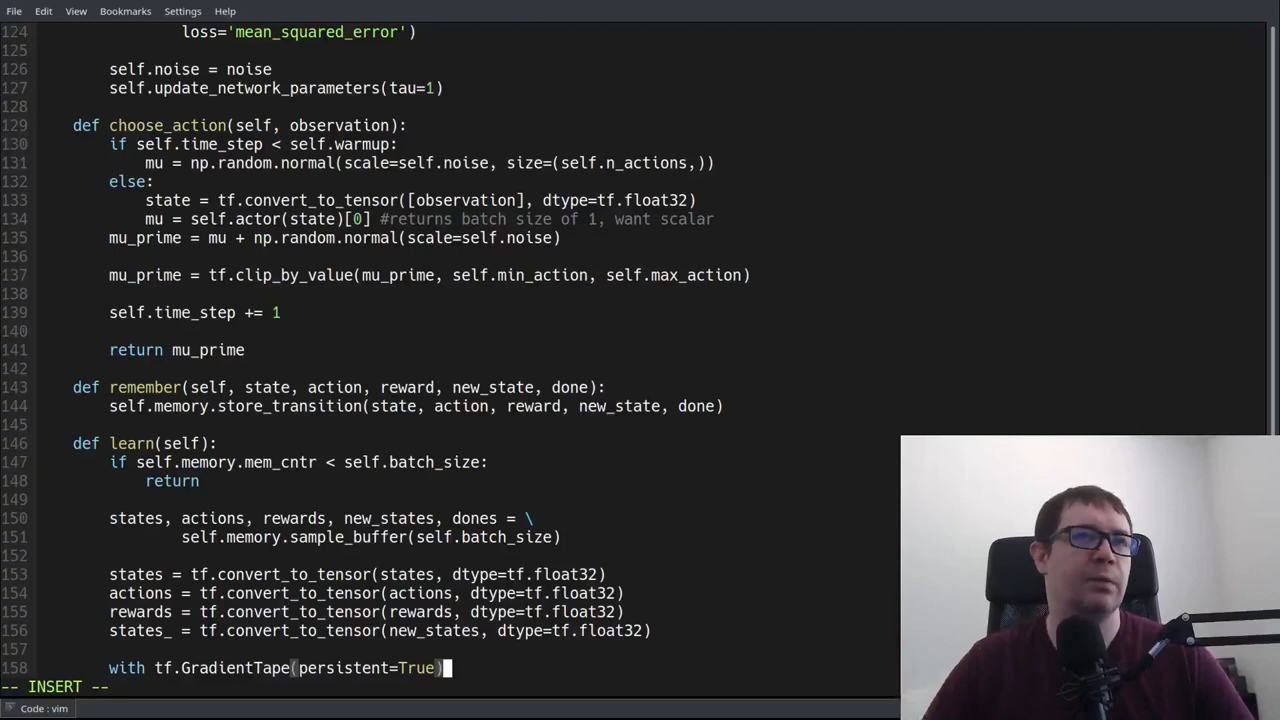 File Edit View Bookmarks Settings Help
124 loss='mean_squared_error')
125
126 self.noise = noise
127 self.update_network_parameters(tau=1)
128
129 def choose_action(self, observation):
130 if self.time_step < self.warmup:
131 mu = np.random.normal(scale=self.noise, size=(self.n_actions,))
132 else:
133 state = tf.convert_to_tensor([observation], dtype=tf.float32)
134 mu = self.actor(state)[0] #returns batch size of 1, want scalar
135 mu_prime = mu + np.random.normal(scale=self.noise)
136
137 mu_prime = tf.clip_by_value(mu_prime, self.min_action, self.max_action)
138
139 self.time_step += 1
140
141 return mu_prime
142
143 def remember(self, state, action, reward, new_state, done):
144 self.memory.store_transition(state, action, reward, new_state, done)
145
146 def learn(self):
147 if self.memory.mem_cntr < self.batch_size:
148 return
149
150 states, actions, rewards, new_states, dones = \
151 self.memory.sample_buffer(self.batch_size)
152
153 states = tf.convert_to_tensor(states, dtype=tf.float32)
154 actions = tf.convert_to_tensor(actions, dtype=tf.float32)
155 rewards = tf.convert_to_tensor(rewards, dtype=tf.float32)
156 states_ = tf.convert_to_tensor(new_states, dtype=tf.float32)
157
158 with tf.GradientTape(persistent=True)
-- INSERT --
Code : vim